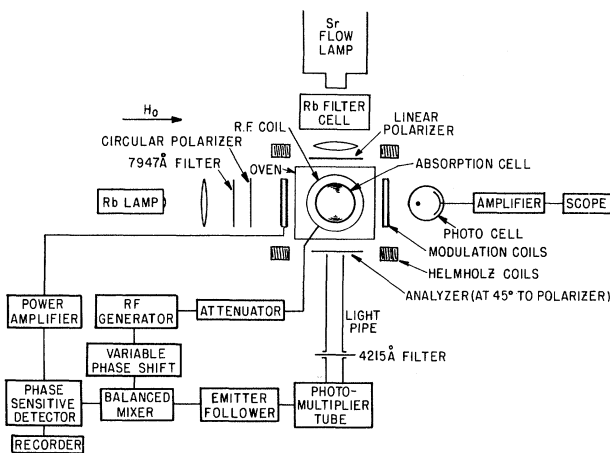 Sr
FLOW
LAMP
Rb FILTER
CELL
H₀
R.F. COIL
LINEAR
POLARIZER
CIRCULAR POLARIZER
7947Å FILTER
OVEN
ABSORPTION CELL
Rb LAMP
AMPLIFIER
SCOPE
PHOTO CELL
MODULATION COILS
HELMHOLZ COILS
ANALYZER (AT 45° TO POLARIZER)
POWER
AMPLIFIER
RF
GENERATOR
ATTENUATOR
LIGHT
PIPE
VARIABLE
PHASE SHIFT
4215Å FILTER
PHASE
SENSITIVE
DETECTOR
BALANCED
MIXER
EMITTER
FOLLOWER
PHOTO-
MULTIPLIER
TUBE
RECORDER